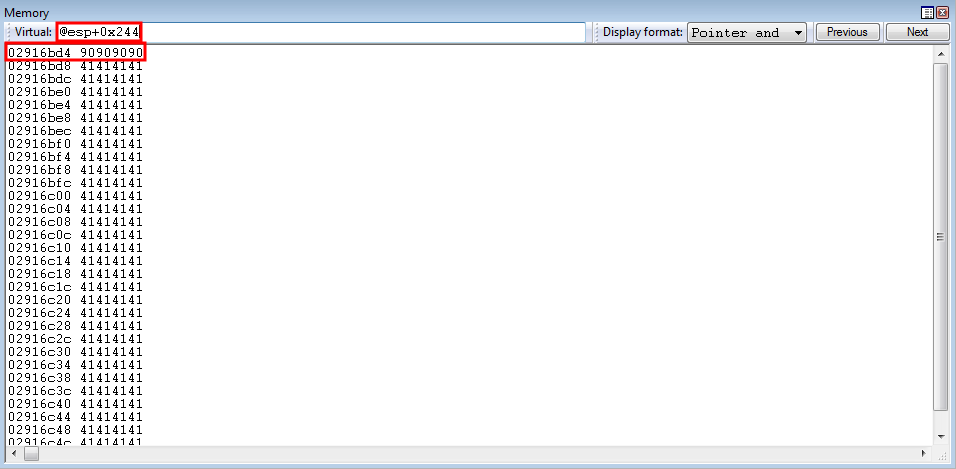 Memory
Virtual: @esp+0x244 Display format: Pointer and Previous Next
02916bd4 90909090
02916bd8 41414141
02916bdc 41414141
02916be0 41414141
02916be4 41414141
02916be8 41414141
02916bec 41414141
02916bf0 41414141
02916bf4 41414141
02916bf8 41414141
02916bfc 41414141
02916c00 41414141
02916c04 41414141
02916c08 41414141
02916c0c 41414141
02916c10 41414141
02916c14 41414141
02916c18 41414141
02916c1c 41414141
02916c20 41414141
02916c24 41414141
02916c28 41414141
02916c2c 41414141
02916c30 41414141
02916c34 41414141
02916c38 41414141
02916c3c 41414141
02916c40 41414141
02916c44 41414141
02916c48 41414141
02916c4c 41414141